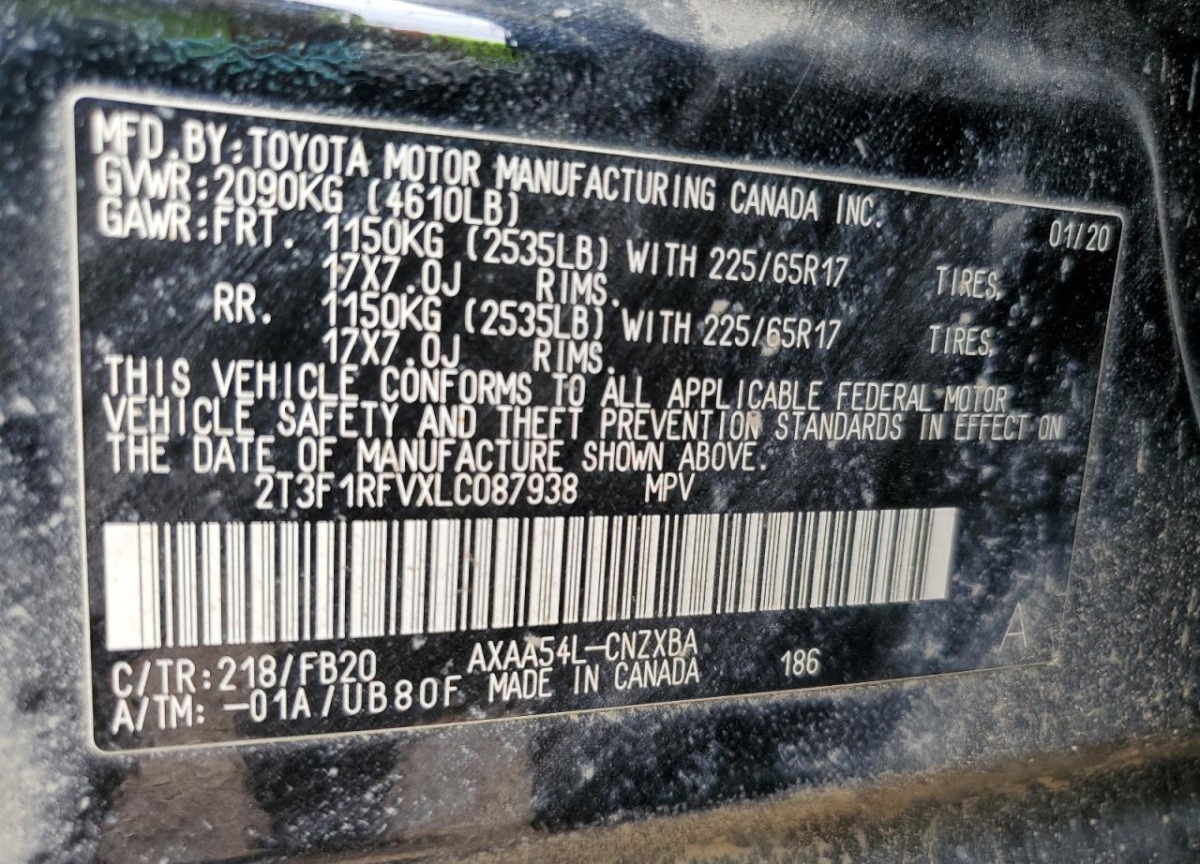 MFD.BY:TOYOTA MOTOR MANUFACTURING CANADA INC.
GVWR:2090KG (4610LB) 01/20
GAWR:FRT. 1150KG (2535LB) WITH 225/65R17 TIRES,
17X7.0J RIMS.
RR. 1150KG (2535LB) WITH 225/65R17 TIRES,
17X7.0J RIMS.
THIS VEHICLE CONFORMS TO ALL APPLICABLE FEDERAL MOTOR
VEHICLE SAFETY AND THEFT PREVENTION STANDARDS IN EFFECT ON
THE DATE OF MANUFACTURE SHOWN ABOVE.
2T3F1RFVXLC087938 MPV
C/TR:218/FB20 AXAA54L-CNZXBA 186 A
A/TM: -01A/UB80F MADE IN CANADA